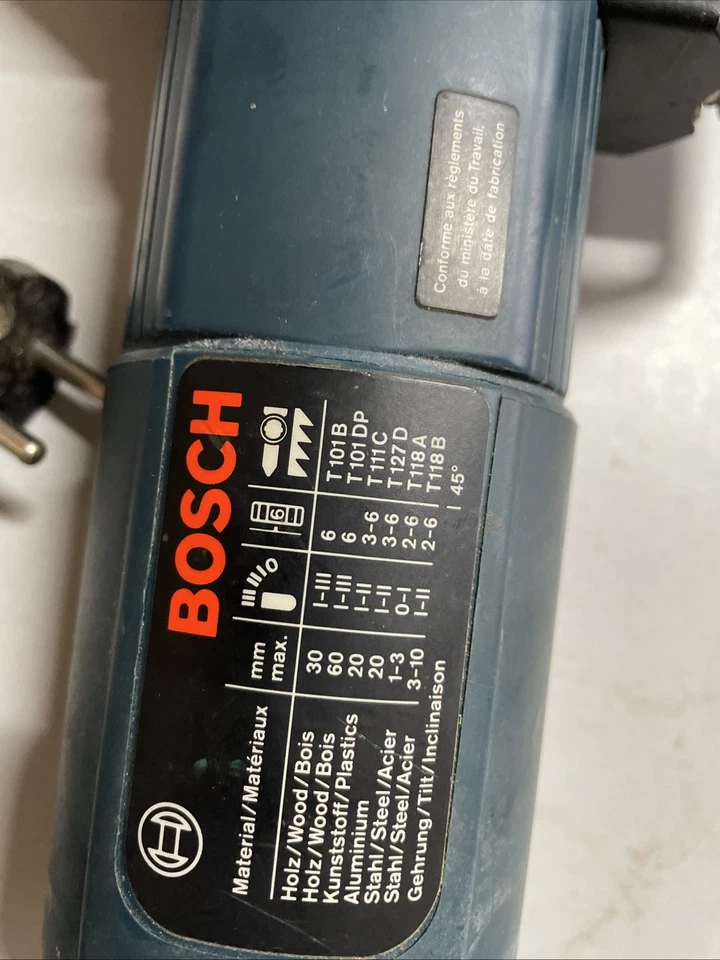 Conforme aux règlements
du ministère du Travail.
à la date de fabrication
BOSCH
Material/Matériaux mm max. 6
Holz/Wood/Bois 30 I-III 6 T101B
Holz/Wood/Bois 60 I-III 6 T101DP
Kunststoff/Plastics 20 I-II 3-6 T111C
Aluminium 20 I-II 3-6 T127D
Stahl/Steel/Acier 1-3 0-I 2-6 T118A
Stahl/Steel/Acier 3-10 I-II 2-6 T118B
Gehrung/Tilt/Inclinaison 45°